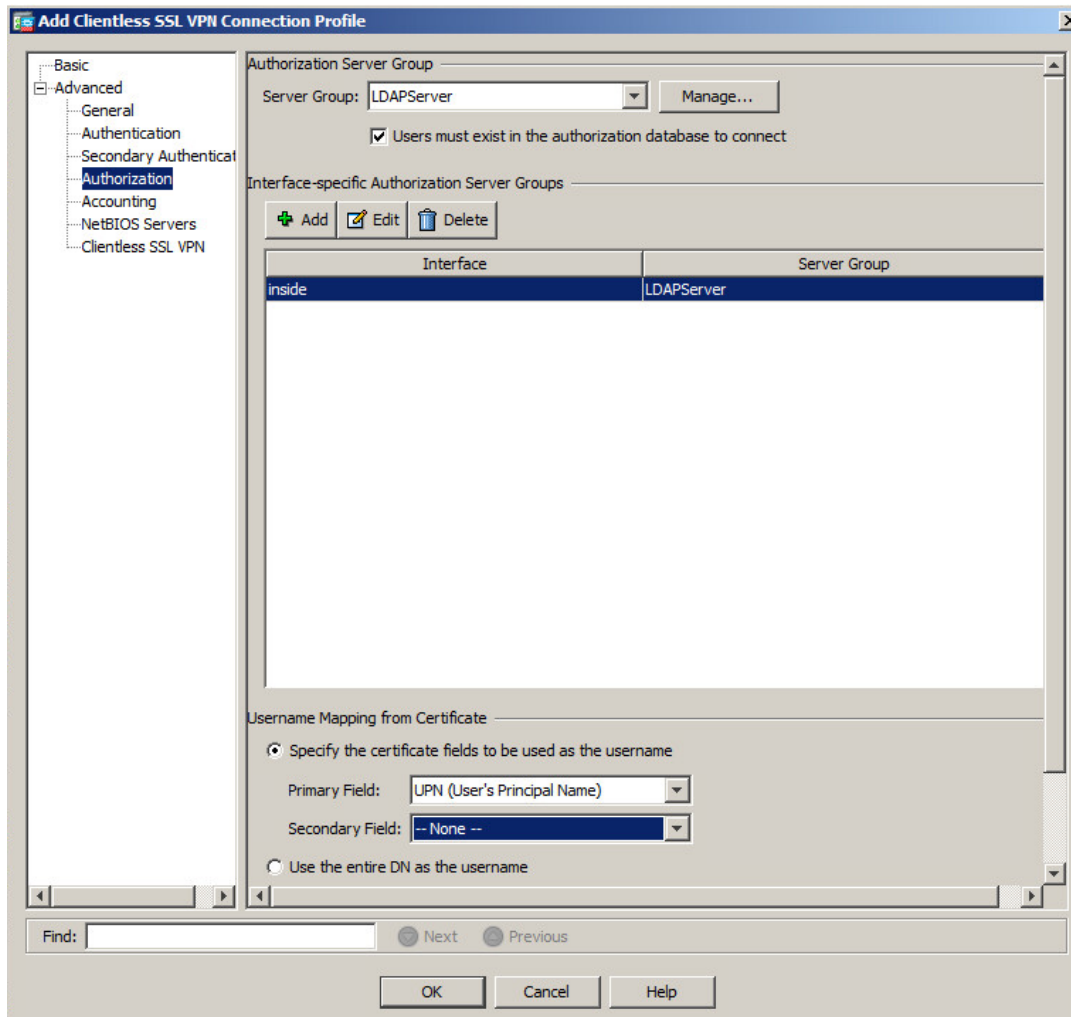 Add Clientless SSL VPN Connection Profile
Basic
Advanced
General
Authentication
Secondary Authenticat
Authorization
Accounting
NetBIOS Servers
Clientless SSL VPN
Authorization Server Group
Server Group: LDAPServer Manage...
Users must exist in the authorization database to connect
Interface-specific Authorization Server Groups
Add Edit Delete
Interface Server Group
inside LDAPServer
Username Mapping from Certificate
Specify the certificate fields to be used as the username
Primary Field: UPN (User's Principal Name)
Secondary Field: -- None --
Use the entire DN as the username
Find: Next Previous
OK Cancel Help